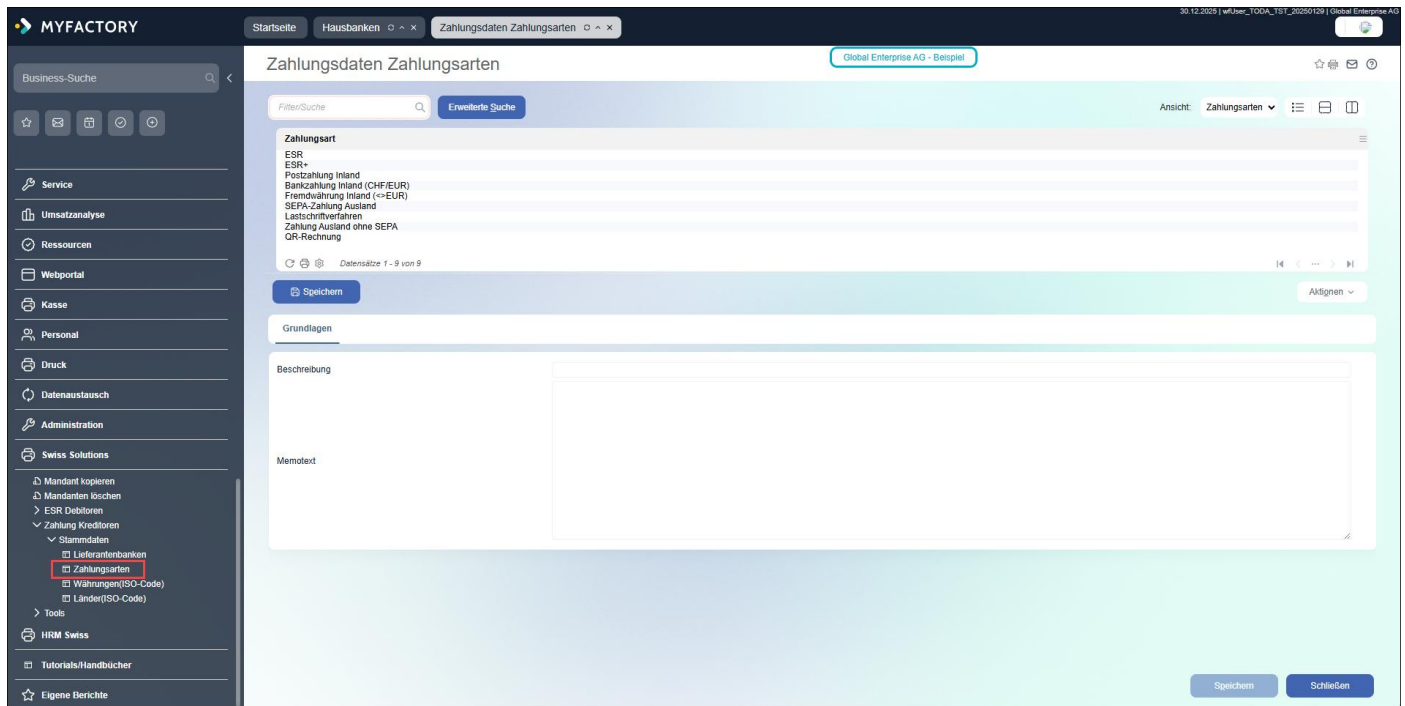 30.12.2025 | wfUser_TODA_TST_20250129 | Global Enterprise AG
MYFACTORY
Startseite
Hausbanken
Zahlungsdaten Zahlungsarten
Business-Suche
Zahlungsdaten Zahlungsarten
Global Enterprise AG - Beispiel
Filter/Suche
Erweiterte Suche
Ansicht: Zahlungsarten
Zahlungsart
ESR
ESR+
Postzahlung Inland
Bankzahlung Inland (CHF/EUR)
Fremdwährung Inland (<>EUR)
SEPA-Zahlung Ausland
Lastschriftverfahren
Zahlung Ausland ohne SEPA
QR-Rechnung
Datensätze 1 - 9 von 9
Speichern
Aktionen
Grundlagen
Beschreibung
Memotext
Service
Umsatzanalyse
Ressourcen
Webportal
Kasse
Personal
Druck
Datenaustausch
Administration
Swiss Solutions
Mandant kopieren
Mandanten löschen
ESR Debitoren
Zahlung Kreditoren
Stammdaten
Lieferantenbanken
Zahlungsarten
Währungen(ISO-Code)
Länder(ISO-Code)
Tools
HRM Swiss
Tutorials/Handbücher
Eigene Berichte
Speichern
Schließen